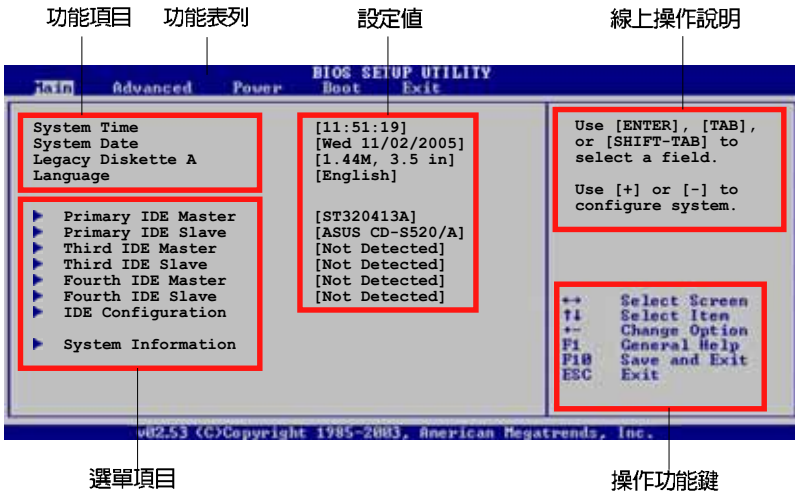 功能項目 功能表列 設定值 線上操作說明
BIOS SETUP UTILITY
Main Advanced Power Boot Exit
System Time [11:51:19]
System Date [Wed 11/02/2005]
Legacy Diskette A [1.44M, 3.5 in]
Language [English]
Primary IDE Master [ST320413A]
Primary IDE Slave [ASUS CD-S520/A]
Third IDE Master [Not Detected]
Third IDE Slave [Not Detected]
Fourth IDE Master [Not Detected]
Fourth IDE Slave [Not Detected]
IDE Configuration
System Information
Use [ENTER], [TAB],
or [SHIFT-TAB] to
select a field.
Use [+] or [-] to
configure system.
↔ Select Screen
↑↓ Select Item
+- Change Option
F1 General Help
F10 Save and Exit
ESC Exit
v02.53 (C)Copyright 1985-2003, American Megatrends, Inc.
選單項目 操作功能鍵